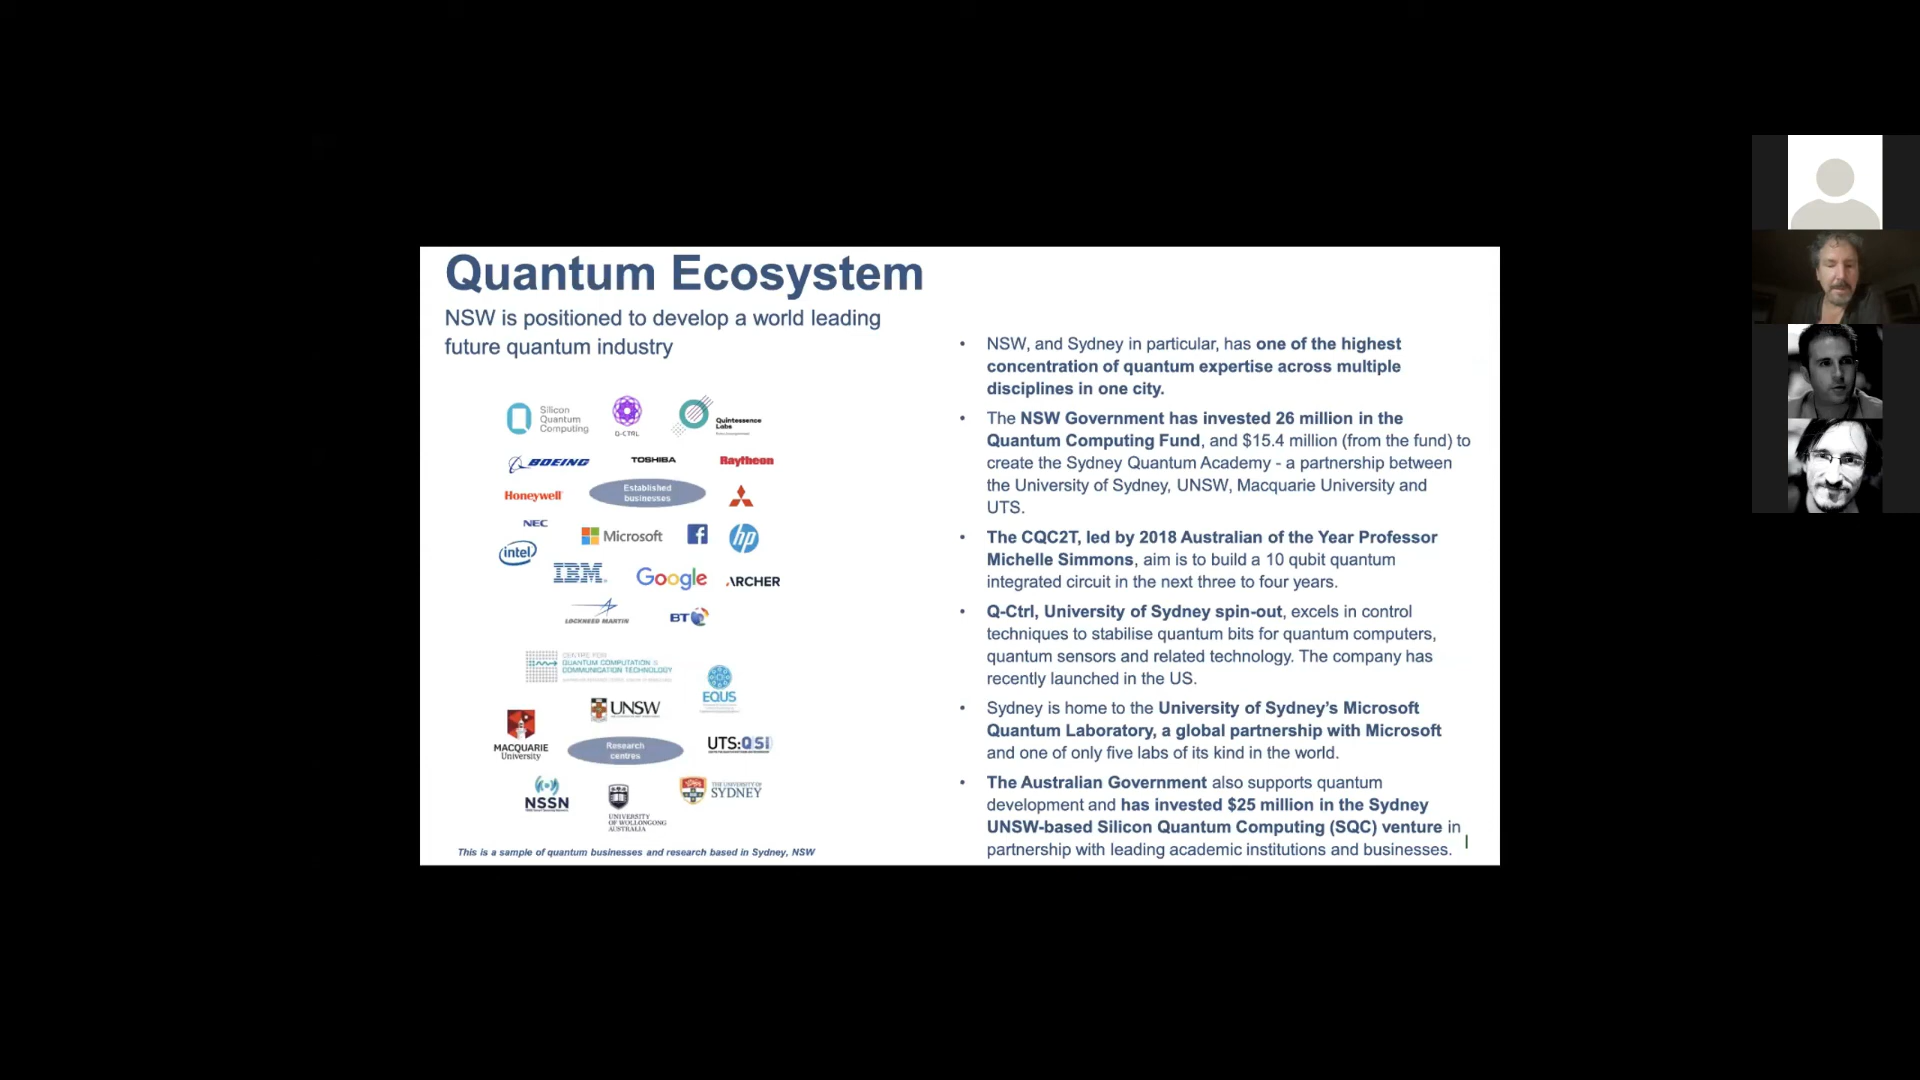 Quantum Ecosystem
NSW is positioned to develop a world leading
future quantum industry
Silicon
Quantum
Computing
Q-CTRL
Quintessence
Labs
BOEING
TOSHIBA
Raytheon
Honeywell
Established
businesses
NEC
Microsoft
hp
intel
IBM
Google
ARCHER
LOCKHEED MARTIN
BT
CENTRE FOR
QUANTUM COMPUTATION &
COMMUNICATION TECHNOLOGY
EQUS
UNSW
MACQUARIE
University
Research
centres
UTS:QSI
NSSN
UNIVERSITY
OF WOLLONGONG
AUSTRALIA
THE UNIVERSITY OF
SYDNEY
This is a sample of quantum businesses and research based in Sydney, NSW
• NSW, and Sydney in particular, has one of the highest
concentration of quantum expertise across multiple
disciplines in one city.
• The NSW Government has invested 26 million in the
Quantum Computing Fund, and $15.4 million (from the fund) to
create the Sydney Quantum Academy - a partnership between
the University of Sydney, UNSW, Macquarie University and
UTS.
• The CQC2T, led by 2018 Australian of the Year Professor
Michelle Simmons, aim is to build a 10 qubit quantum
integrated circuit in the next three to four years.
• Q-Ctrl, University of Sydney spin-out, excels in control
techniques to stabilise quantum bits for quantum computers,
quantum sensors and related technology. The company has
recently launched in the US.
• Sydney is home to the University of Sydney’s Microsoft
Quantum Laboratory, a global partnership with Microsoft
and one of only five labs of its kind in the world.
• The Australian Government also supports quantum
development and has invested $25 million in the Sydney
UNSW-based Silicon Quantum Computing (SQC) venture in
partnership with leading academic institutions and businesses.